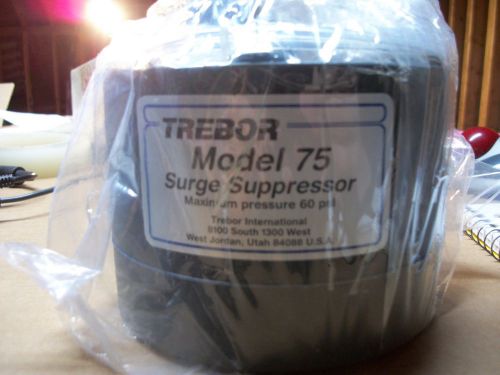 TREBOR
Model 75
Surge Suppressor
Maximum pressure 60 psi
Trebor International
8100 South 1300 West
West Jordan, Utah 84088 U.S.A.